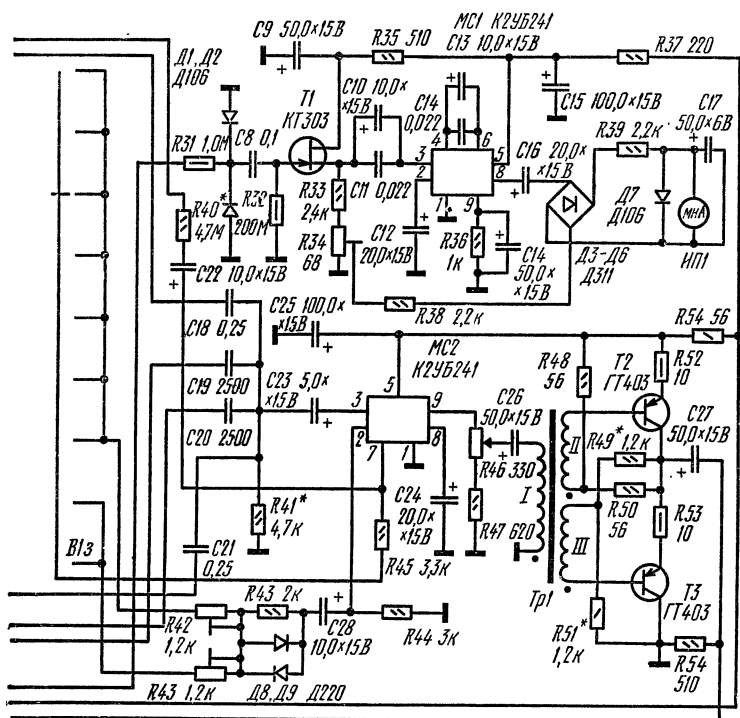 C9 50,0×15В
R35 510
МС1 К2УБ241
C13 10,0×15В
R37 220
Д1, Д2
Д106
C10 10,0×
×15В
T1
КТ303
C14
0,022
C15 100,0×15В
C17
50,0×6В
R39 2,2к
R31 1,0М
C8 0,1
4
6
3
5
2
8
1
9
C16 20,0×
×15В
R40
4,7М
*
R32
200М
R33
2,4к
C11 0,022
R34
68
C12
20,0×15В
R36
1к
C14
50,0×
×15В
Д7
Д106
мкА
ИП1
Д3-Д6
Д311
C22 10,0×15В
C18 0,25
R38 2,2к
C25 100,0×
×15В
МС2
К2УБ241
R54 56
R48
56
T2
ГТ403
R52
10
C19 2500
C23 5,0×
×15В
5
3
9
2
8
7
1
C26
50,0×15В
C27
50,0×15В
C20 2500
R46 330
I
II
R49* 1,2к
R41*
4,7к
C24
20,0×
×15В
R47 620
III
R50
56
R53
10
В1з
C21
0,25
R45 3,3к
Тр1
T3
ГТ403
R43 2к
R42
1,2к
C28
10,0×15В
R44 3к
R51*
1,2к
R54
510
R43 1,2к
Д8, Д9 Д220